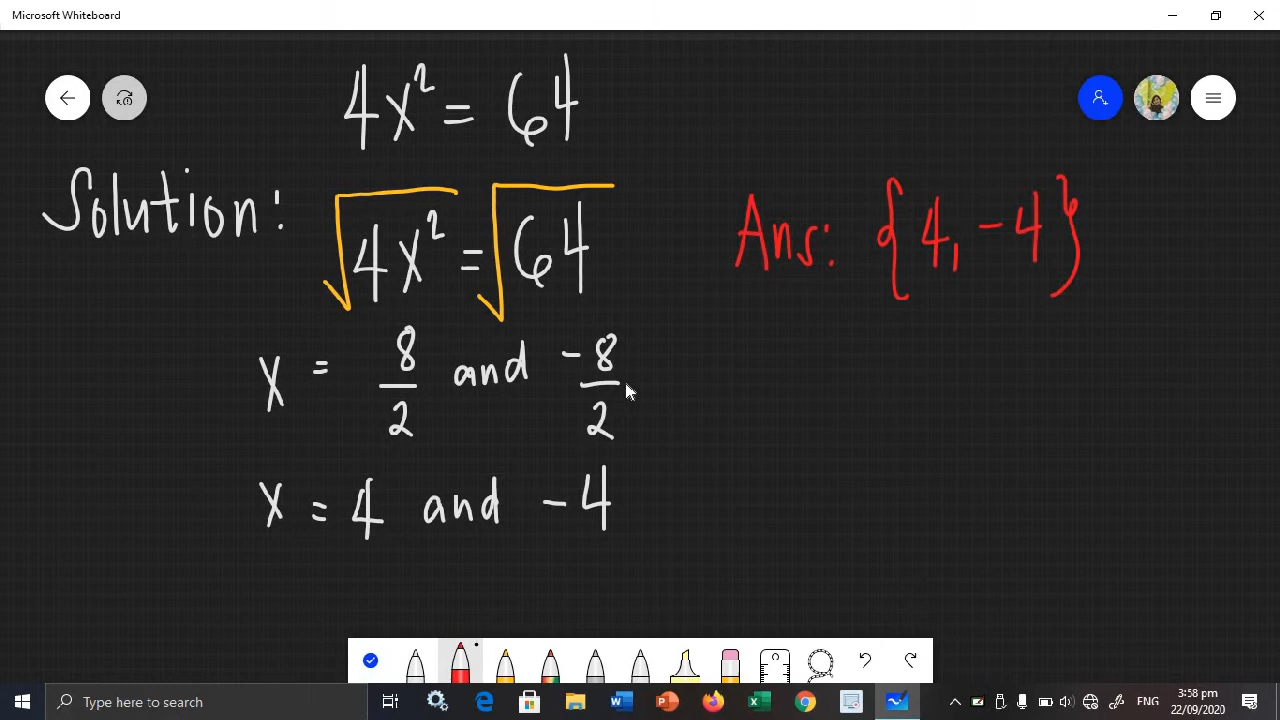 Microsoft Whiteboard
4x² = 64
Solution:
√4x² = √64
Ans: {4, -4}
x = 8/2 and -8/2
x = 4 and -4
Type here to search
ENG
3:58 pm
22/09/2020